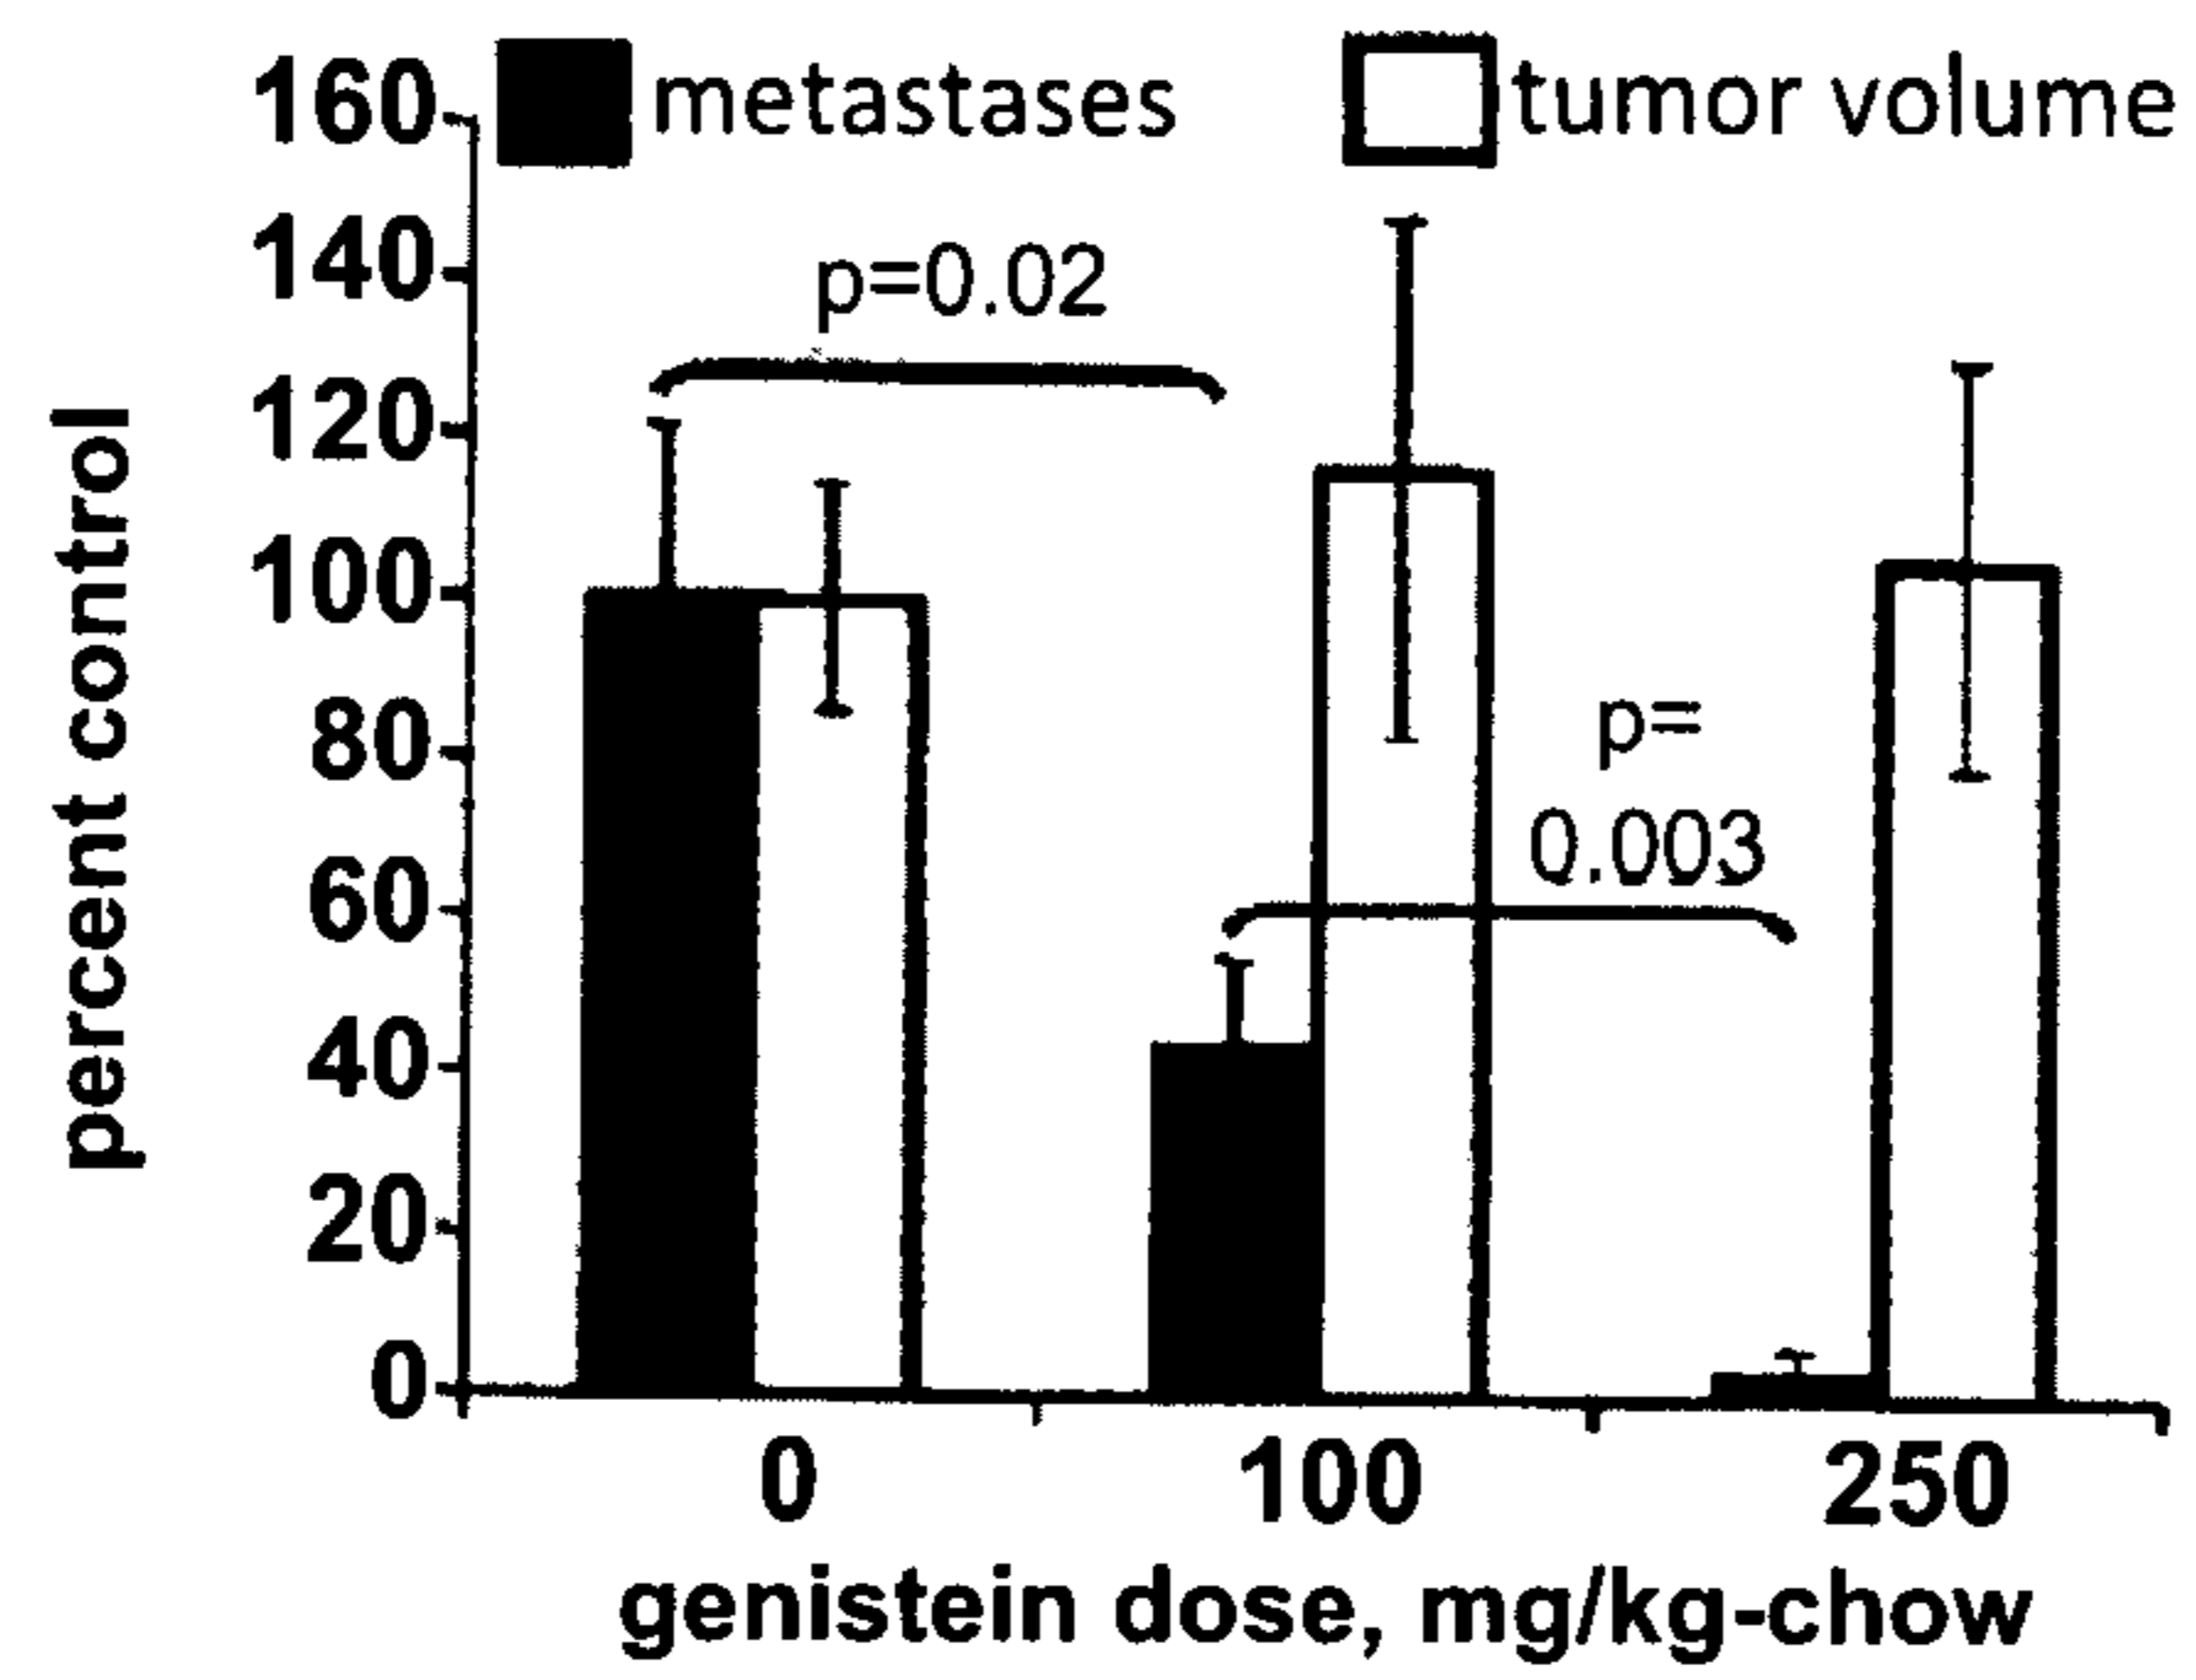 metastases
tumor volume
160
140
120
100
80
60
40
20
0
percent control
p=0.02
p=
0.003
0
100
250
genistein dose, mg/kg-chow